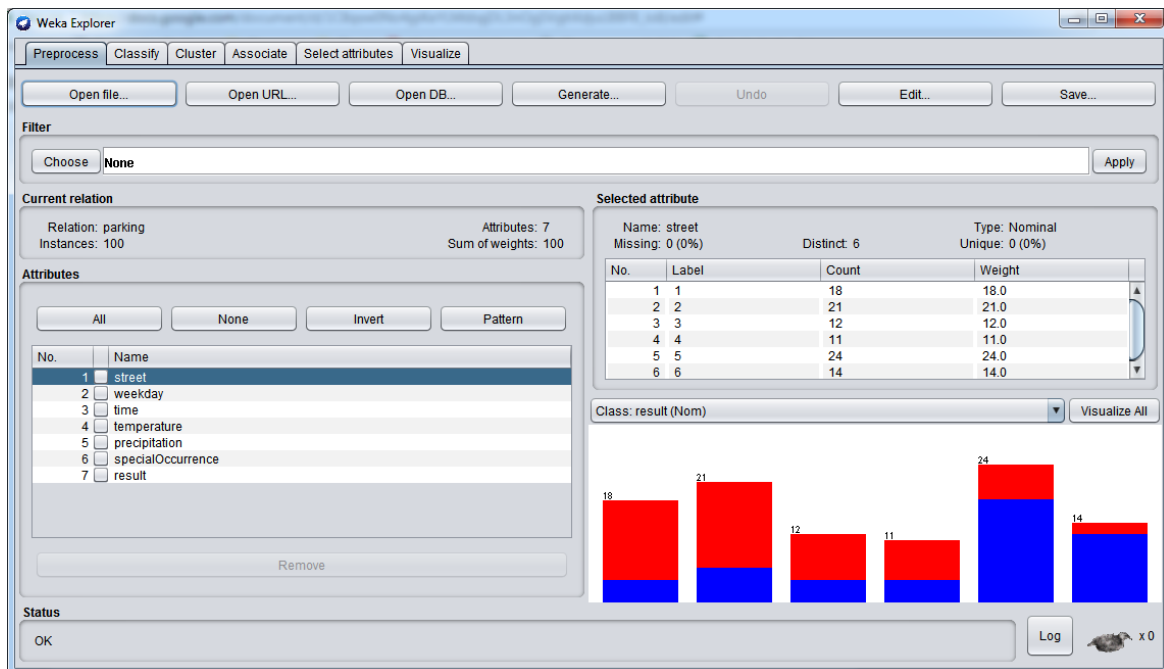 Weka Explorer
Preprocess Classify Cluster Associate Select attributes Visualize
Open file... Open URL... Open DB... Generate... Undo Edit... Save...
Filter
Choose None Apply
Current relation
Relation: parking Attributes: 7
Instances: 100 Sum of weights: 100
Selected attribute
Name: street Type: Nominal
Missing: 0 (0%) Distinct: 6 Unique: 0 (0%)
No. Label Count Weight
1 1 18 18.0
2 2 21 21.0
3 3 12 12.0
4 4 11 11.0
5 5 24 24.0
6 6 14 14.0
Attributes
All None Invert Pattern
No. Name
1 street
2 weekday
3 time
4 temperature
5 precipitation
6 specialOccurrence
7 result
Remove
Class: result (Nom) Visualize All
18 21 12 11 24 14
Status
OK Log x 0